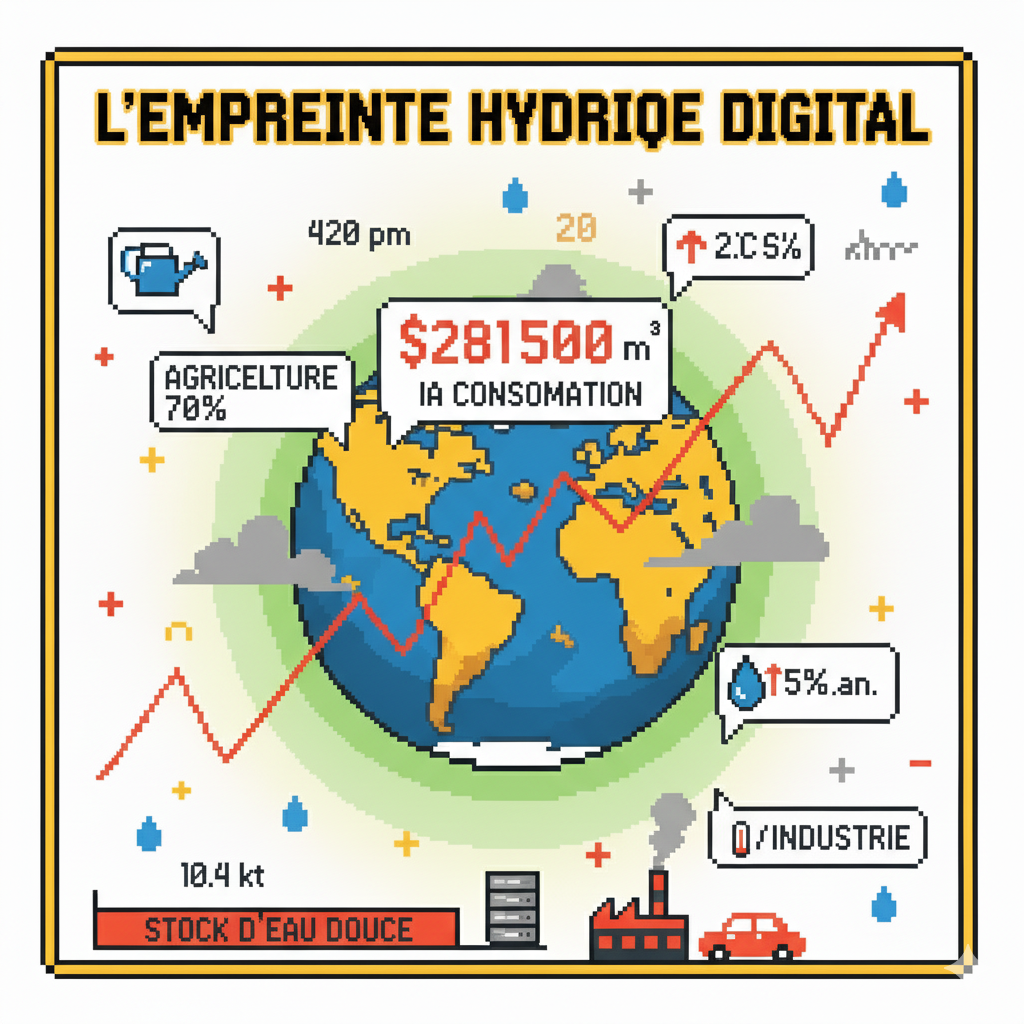 L'EMPREINTE HYDRIQE DIGITAL
420 pm
20
2.C S%
$281500 m³
IA CONSOMATION
AGRICELTURE
70%
5%.an.
/INDUSTRIE
10.4 kt
STOCK D'EAU DOUCE